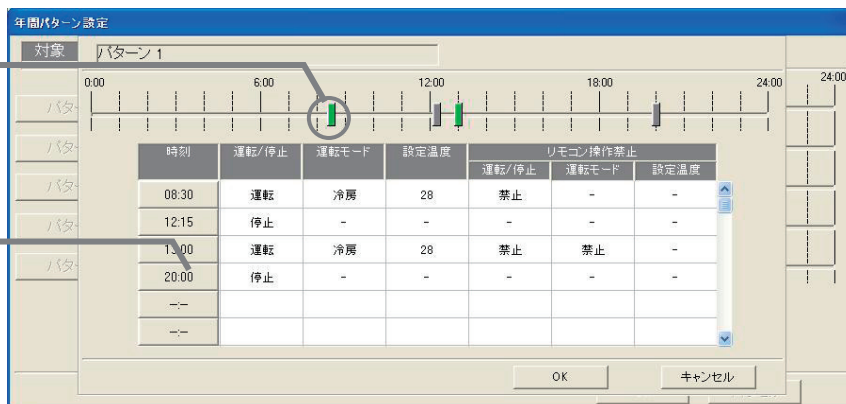 年間パターン設定
対象 パターン 1
0:00 6:00 12:00 18:00 24:00 24:00
パタ
パタ
パタ
パタ
パタ
時刻 運転/停止 運転モード 設定温度 リモコン操作禁止
運転/停止 運転モード 設定温度
08:30 運転 冷房 28 禁止 - -
12:15 停止 - - - - -
13:00 運転 冷房 28 禁止 禁止 -
20:00 停止 - - - - -
-:-
-:-
OK キャンセル